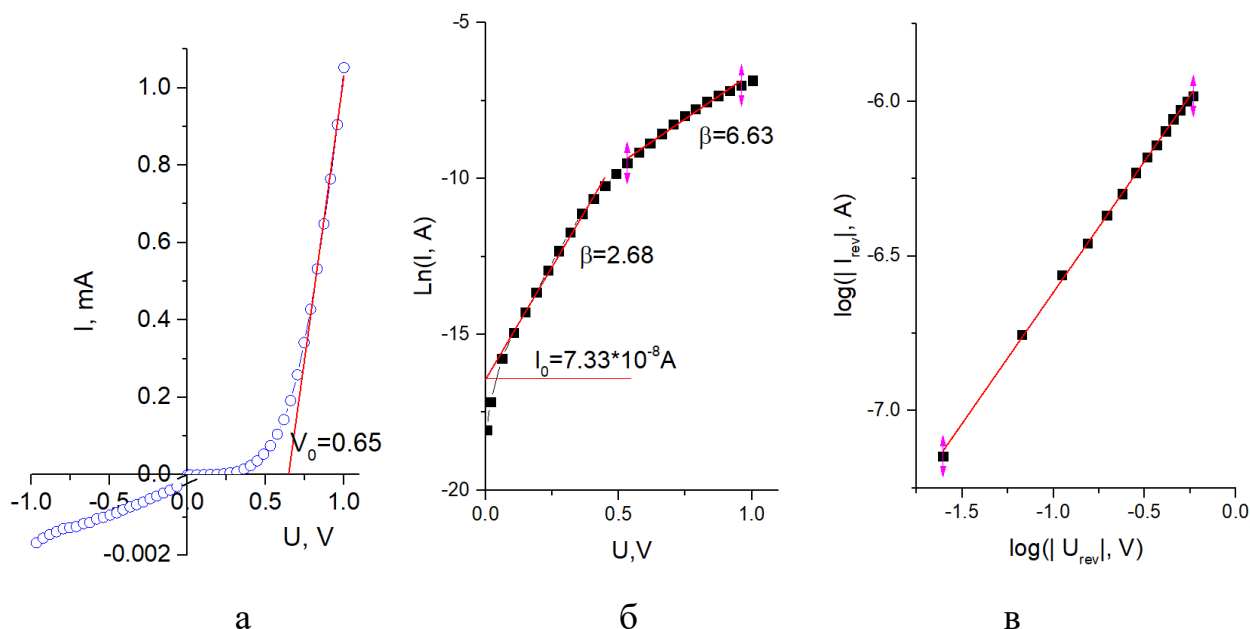 I, mA
1.0
0.8
0.6
0.4
0.2
0.0
-0.002
-1.0 -0.5 0.0 0.5 1.0
V₀=0.65
U, V
а
Ln(I, A)
-5
-10
-15
-20
β=6.63
β=2.68
I₀=7.33*10⁻⁸A
0.0 0.5 1.0
U,V
б
log(| I_rev|, A)
-6.0
-6.5
-7.0
-1.5 -1.0 -0.5 0.0
log(| U_rev|, V)
в